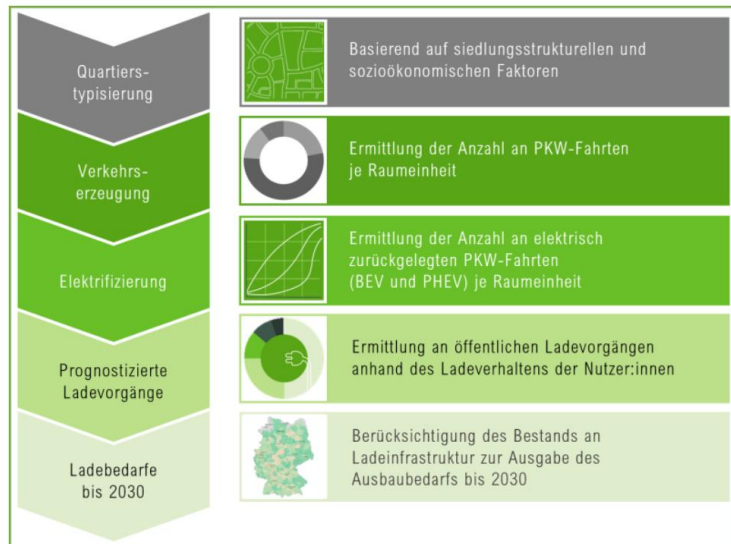 Quartiers-
typisierung
Basierend auf siedlungsstrukturellen und
sozioökonomischen Faktoren
Verkehrs-
erzeugung
Ermittlung der Anzahl an PKW-Fahrten
je Raumeinheit
Elektrifizierung
Ermittlung der Anzahl an elektrisch
zurückgelegten PKW-Fahrten
(BEV und PHEV) je Raumeinheit
Prognostizierte
Ladevorgänge
Ermittlung an öffentlichen Ladevorgängen
anhand des Ladeverhaltens der Nutzer:innen
Ladebedarfe
bis 2030
Berücksichtigung des Bestands an
Ladeinfrastruktur zur Ausgabe des
Ausbaubedarfs bis 2030